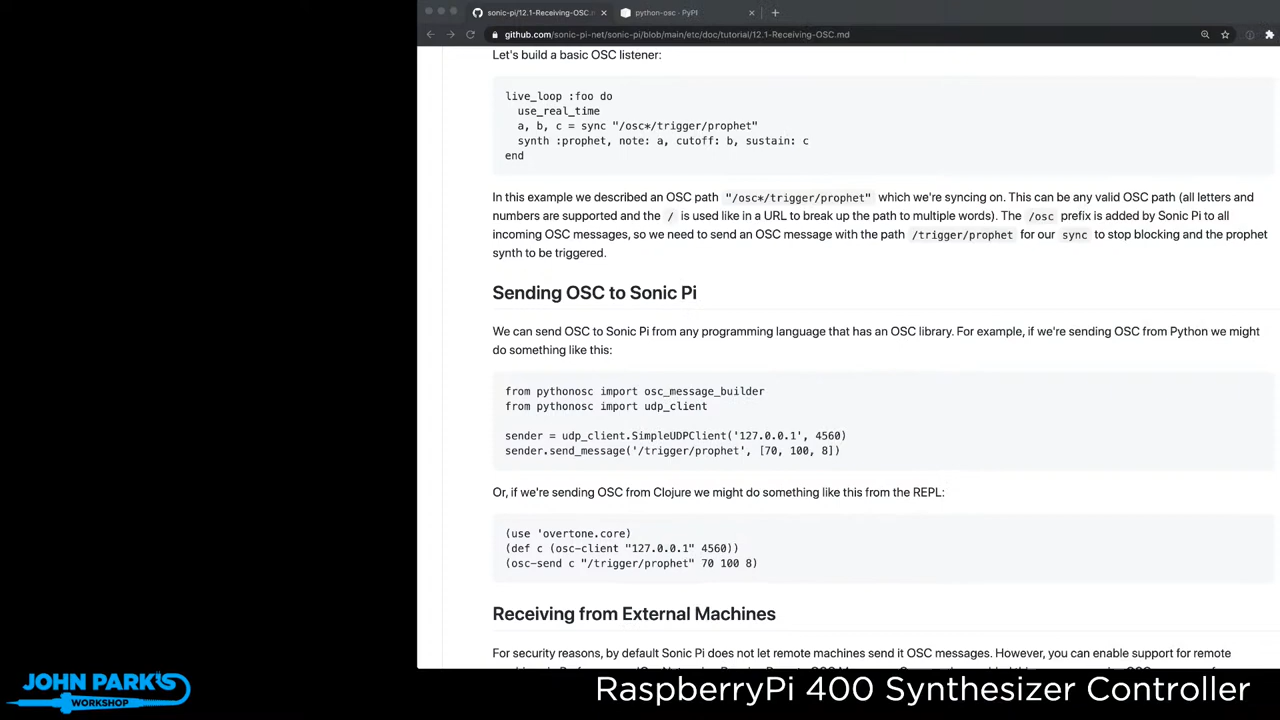 sonic-pi/12.1-Receiving-OSC.
python-osc · PyPI
github.com/sonic-pi-net/sonic-pi/blob/main/etc/doc/tutorial/12.1-Receiving-OSC.md
Let's build a basic OSC listener:
live_loop :foo do
  use_real_time
  a, b, c = sync "/osc*/trigger/prophet"
  synth :prophet, note: a, cutoff: b, sustain: c
end
In this example we described an OSC path "/osc*/trigger/prophet" which we're syncing on. This can be any valid OSC path (all letters and
numbers are supported and the / is used like in a URL to break up the path to multiple words). The /osc prefix is added by Sonic Pi to all
incoming OSC messages, so we need to send an OSC message with the path /trigger/prophet for our sync to stop blocking and the prophet
synth to be triggered.
Sending OSC to Sonic Pi
We can send OSC to Sonic Pi from any programming language that has an OSC library. For example, if we're sending OSC from Python we might
do something like this:
from pythonosc import osc_message_builder
from pythonosc import udp_client
sender = udp_client.SimpleUDPClient('127.0.0.1', 4560)
sender.send_message('/trigger/prophet', [70, 100, 8])
Or, if we're sending OSC from Clojure we might do something like this from the REPL:
(use 'overtone.core)
(def c (osc-client "127.0.0.1" 4560))
(osc-send c "/trigger/prophet" 70 100 8)
Receiving from External Machines
For security reasons, by default Sonic Pi does not let remote machines send it OSC messages. However, you can enable support for remote
JOHN PARK'S
WORKSHOP
RaspberryPi 400 Synthesizer Controller